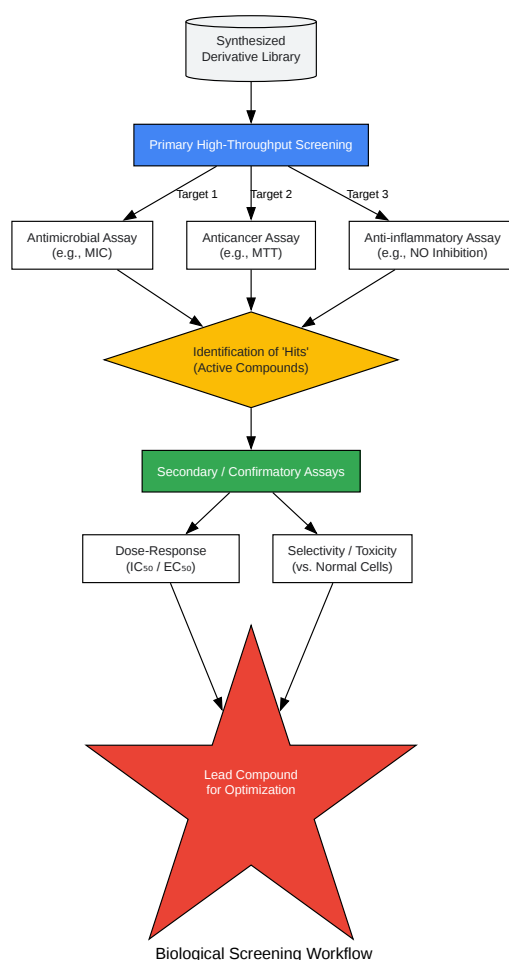 Synthesized
Derivative Library
Primary High-Throughput Screening
Target 1
Target 2
Target 3
Antimicrobial Assay
(e.g., MIC)
Anticancer Assay
(e.g., MTT)
Anti-inflammatory Assay
(e.g., NO Inhibition)
Identification of 'Hits'
(Active Compounds)
Secondary / Confirmatory Assays
Dose-Response
(IC₅₀ / EC₅₀)
Selectivity / Toxicity
(vs. Normal Cells)
Lead Compound
for Optimization
Biological Screening Workflow